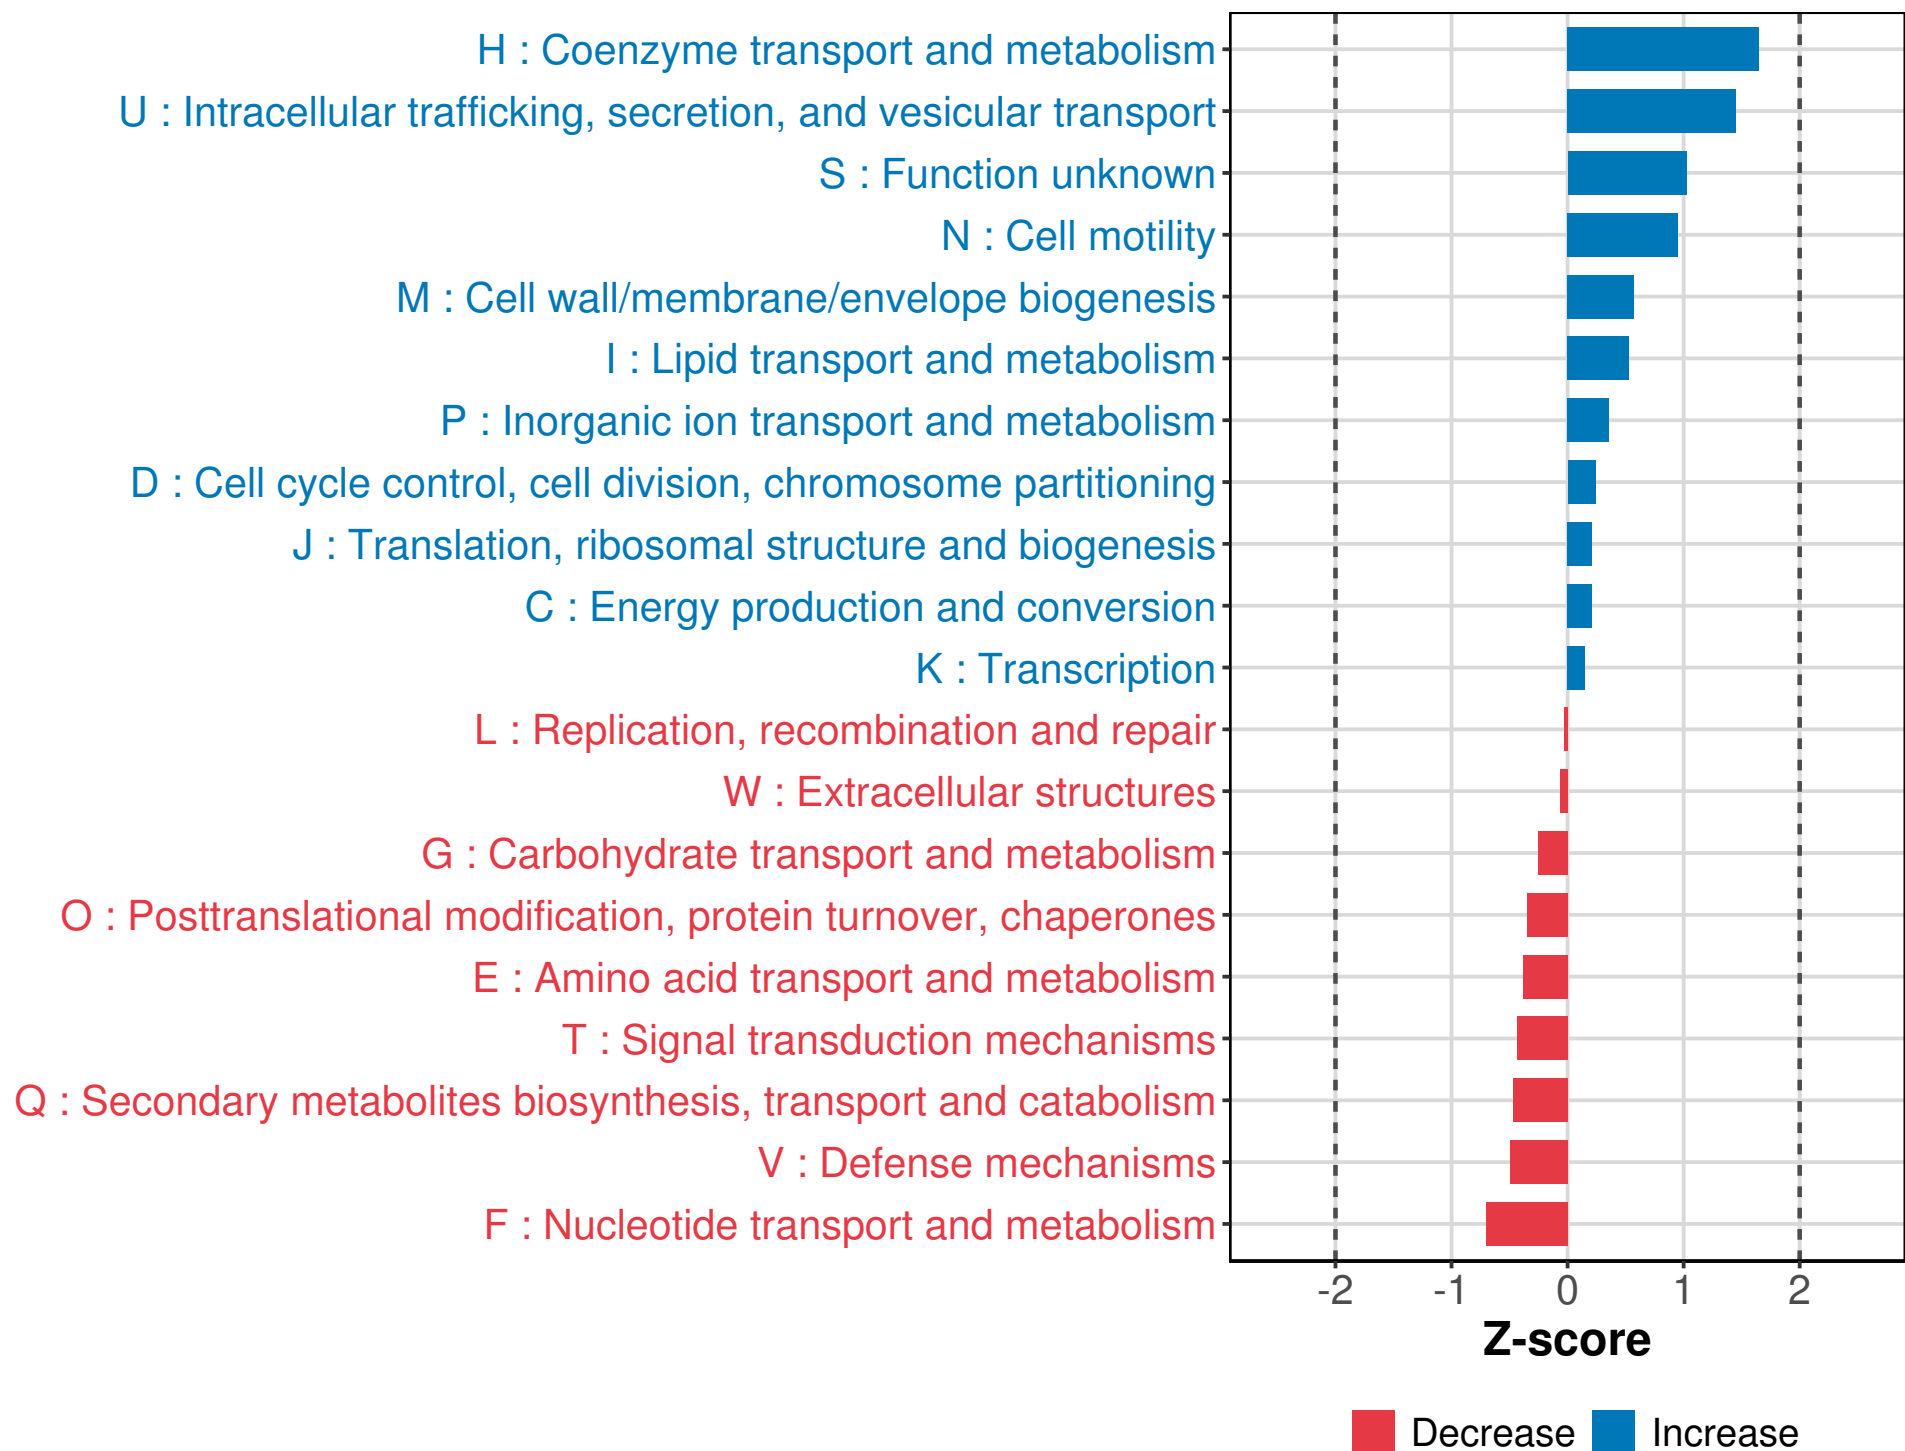 H : Coenzyme transport and metabolism
U : Intracellular trafficking, secretion, and vesicular transport
S : Function unknown
N : Cell motility
M : Cell wall/membrane/envelope biogenesis
I : Lipid transport and metabolism
P : Inorganic ion transport and metabolism
D : Cell cycle control, cell division, chromosome partitioning
J : Translation, ribosomal structure and biogenesis
C : Energy production and conversion
K : Transcription
L : Replication, recombination and repair
W : Extracellular structures
G : Carbohydrate transport and metabolism
O : Posttranslational modification, protein turnover, chaperones
E : Amino acid transport and metabolism
T : Signal transduction mechanisms
Q : Secondary metabolites biosynthesis, transport and catabolism
V : Defense mechanisms
F : Nucleotide transport and metabolism
-2 -1 0 1 2
Z-score
Decrease Increase